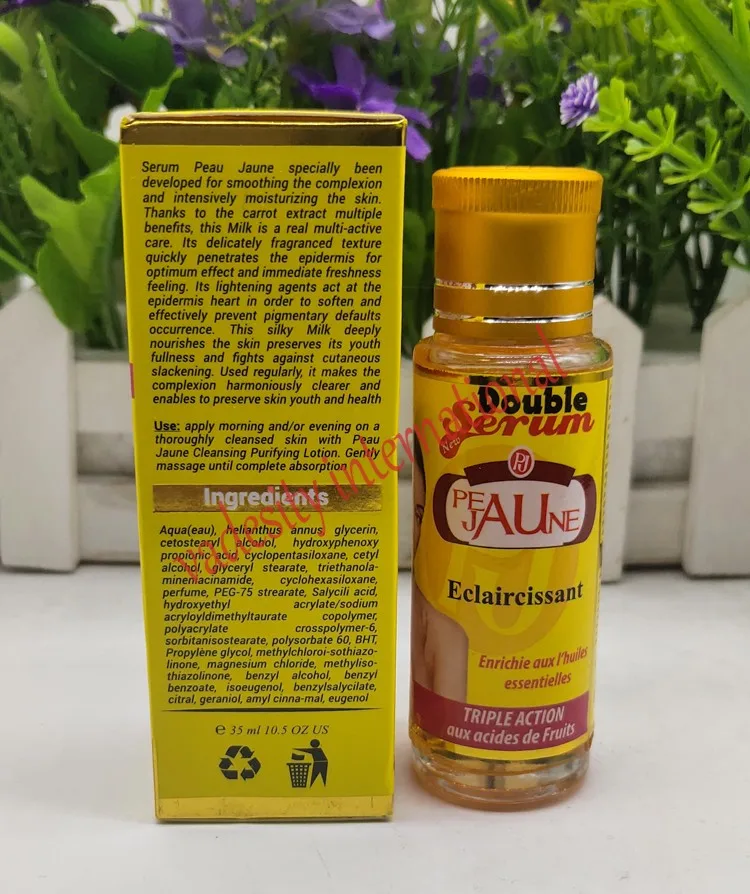 Serum Peau Jaune specially been
developed for smoothing the complexion
and intensively moisturizing the skin.
Thanks to the carrot extract multiple
benefits, this Milk is a real multi-active
care. Its delicately fragranced texture
quickly penetrates the epidermis for
optimum effect and immediate freshness
feeling. Its lightening agents act at the
epidermis heart in order to soften and
effectively prevent pigmentary defaults
occurrence. This silky Milk deeply
nourishes the skin preserves its youth
fullness and fights against cutaneous
slackening. Used regularly, it makes the
complexion harmoniously clearer and
enables to preserve skin youth and health
Use: apply morning and/or evening on a
thoroughly cleansed skin with Peau
Jaune Cleansing Purifying Lotion. Gently
massage until complete absorption
Ingredients
Aqua(eau), helianthus annus glycerin,
cetostearyl alcohol, hydroxyphenoxy
propionic acid, cyclopentasiloxane, cetyl
alcohol, glyceryl stearate, triethanola-
mineniacinamide, cyclohexasiloxane,
perfume, PEG-75 strearate, Salycili acid,
hydroxyethyl acrylate/sodium
acryloyldimethyltaurate copolymer,
polyacrylate crosspolymer-6,
sorbitanisostearate, polysorbate 60, BHT,
Propylène glycol, methylchloroi-sothiazo-
linone, magnesium chloride, methyliso-
thiazolinone, benzyl alcohol, benzyl
benzoate, isoeugenol, benzylsalycilate,
citral, geraniol, amyl cinna-mal, eugenol
℮ 35 ml 10.5 OZ US
Double
New Serum
PJ
PEAU
JAUNE
Eclaircissant
Enrichie aux l'huiles
essentielles
TRIPLE ACTION
aux acides de Fruits
vadesity international